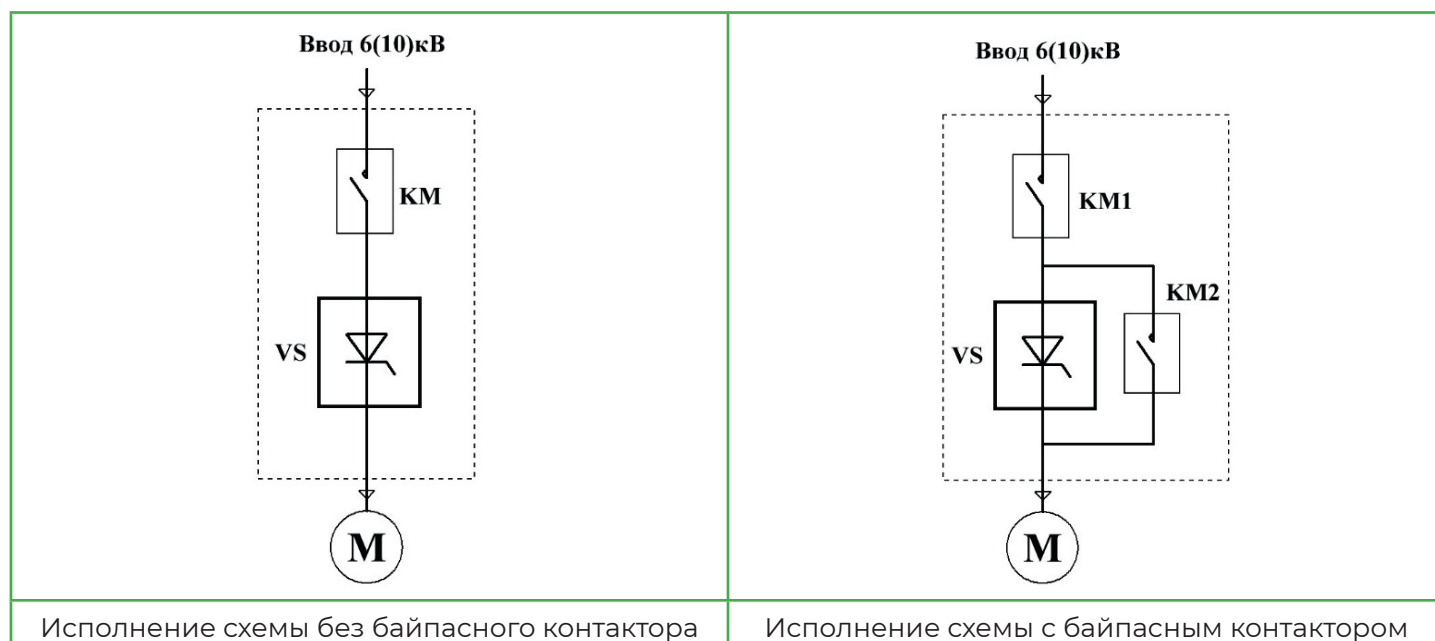 Ввод 6(10)кВ
KM
VS
M
Исполнение схемы без байпасного контактора
Ввод 6(10)кВ
KM1
KM2
VS
M
Исполнение схемы с байпасным контактором